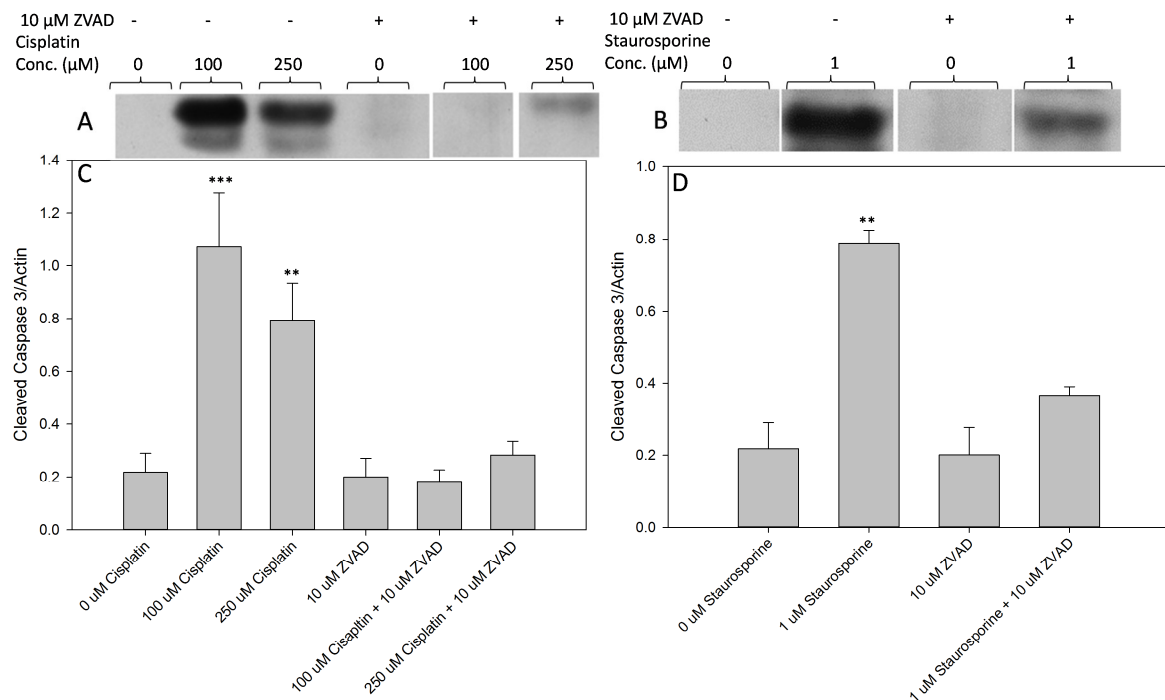 10 µM ZVAD - - - + + +
Cisplatin
Conc. (µM) 0 100 250 0 100 250
A
10 µM ZVAD - - + +
Staurosporine
Conc. (µM) 0 1 0 1
B
C
Cleaved Caspase 3/Actin
1.4
1.2
1.0
0.8
0.6
0.4
0.2
0.0
***
**
0 uM Cisplatin
100 uM Cisplatin
250 uM Cisplatin
10 uM ZVAD
100 uM Cisapltin + 10 uM ZVAD
250 uM Cisplatin + 10 uM ZVAD
D
Cleaved Caspase 3/Actin
1.0
0.8
0.6
0.4
0.2
0.0
**
0 uM Staurosporine
1 uM Staurosporine
10 uM ZVAD
1 uM Staurosporine + 10 uM ZVAD